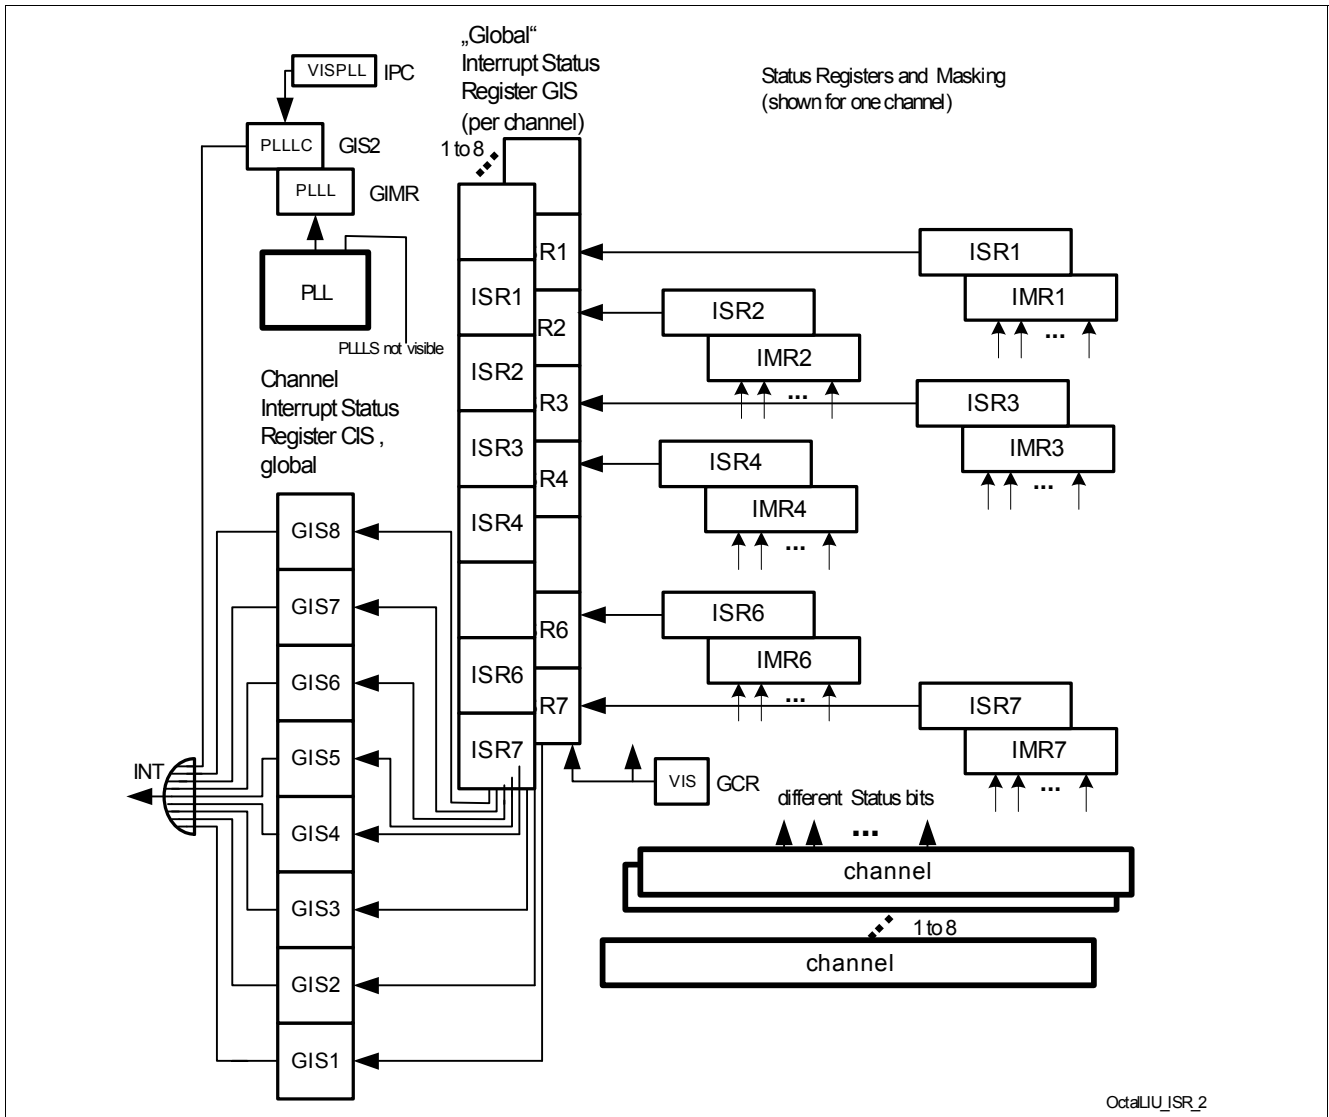 „Global“
Interrupt Status
Register GIS
(per channel)
1 to 8
VISPLL
IPC
PLLLC
GIS2
PLLL
GIMR
PLL
PLLLS not visible
Status Registers and Masking
(shown for one channel)
Channel
Interrupt Status
Register CIS ,
global
ISR1
ISR2
ISR3
ISR4
ISR6
ISR7
R1
R2
R3
R4
R6
R7
ISR1
IMR1
...
ISR2
IMR2
...
ISR3
IMR3
...
ISR4
IMR4
...
ISR6
IMR6
...
ISR7
IMR7
...
GIS8
GIS7
GIS6
GIS5
GIS4
GIS3
GIS2
GIS1
INT
VIS
GCR
different Status bits
...
channel
1 to 8
channel
OctalLIU_ISR_2